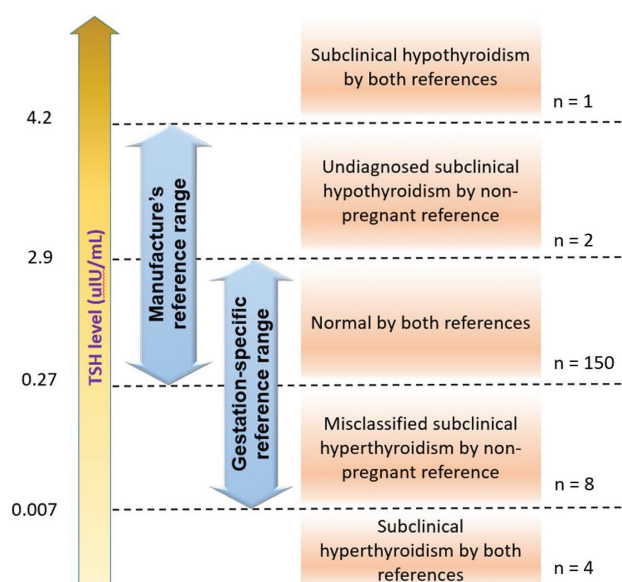 Subclinical hypothyroidism
by both references
n = 1
4.2
Undiagnosed subclinical
hypothyroidism by non-
pregnant reference
n = 2
Manufacture's
reference range
2.9
TSH level (uIU/mL)
Normal by both references
n = 150
0.27
Gestation-specific
reference range
Misclassified subclinical
hyperthyroidism by non-
pregnant reference
n = 8
0.007
Subclinical
hyperthyroidism by both
references
n = 4